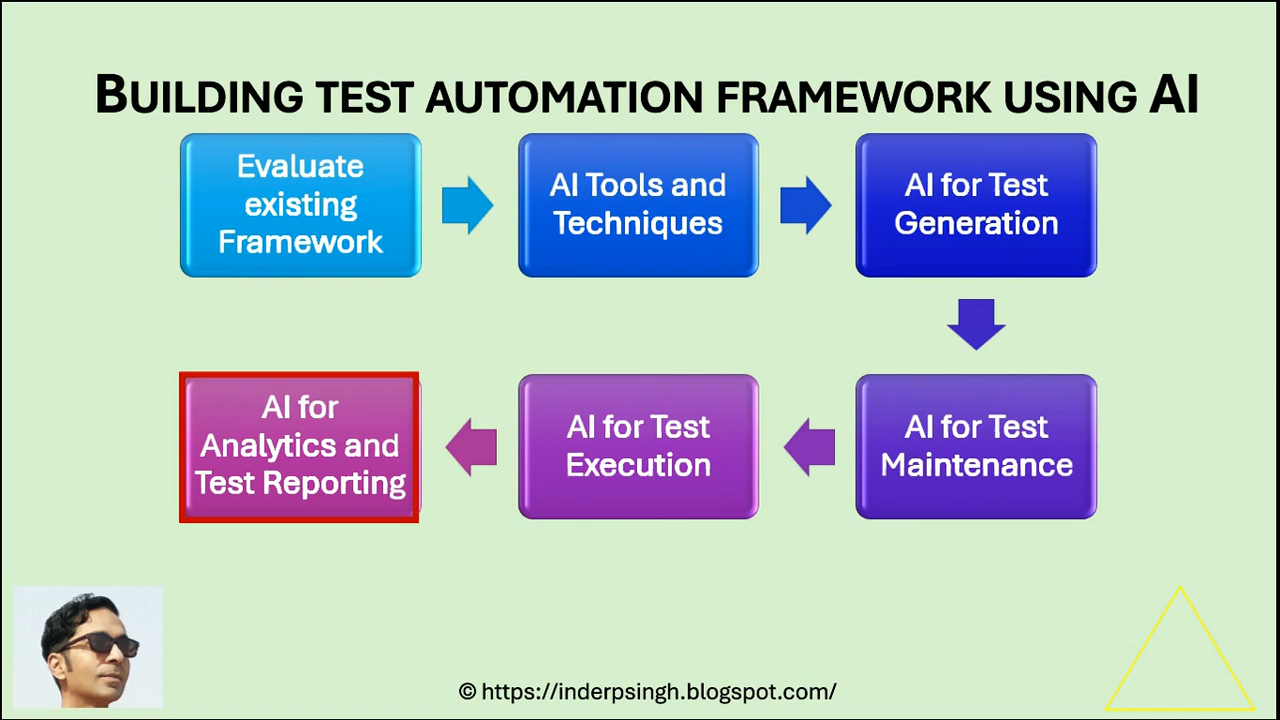 BUILDING TEST AUTOMATION FRAMEWORK USING AI
Evaluate
existing
Framework
AI Tools and
Techniques
AI for Test
Generation
AI for Test
Maintenance
AI for Test
Execution
AI for
Analytics and
Test Reporting
© https://inderpsingh.blogspot.com/